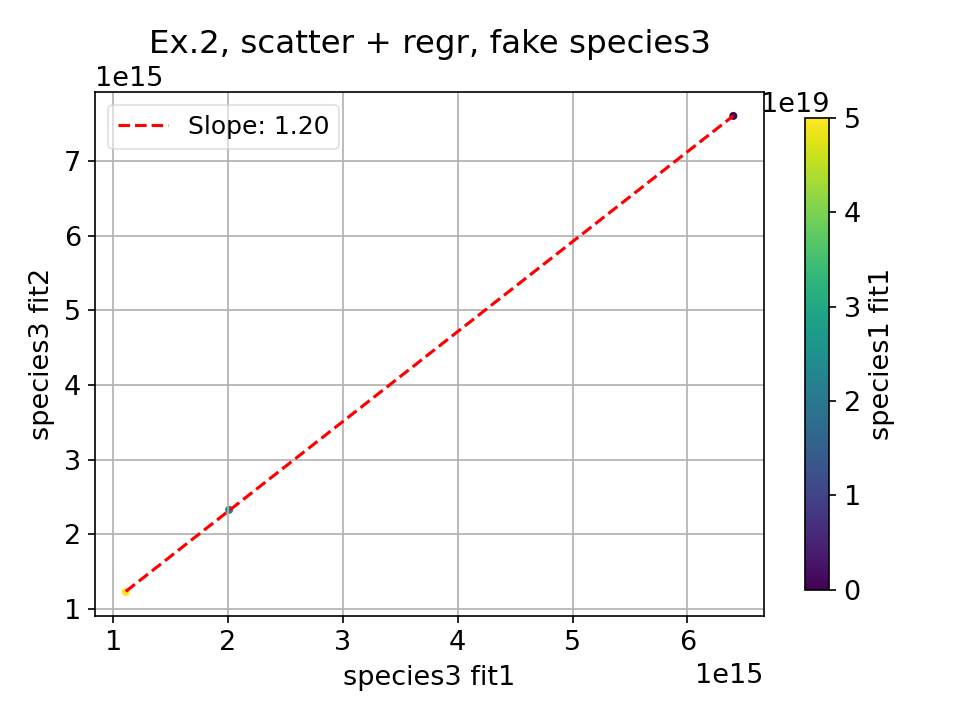 Ex.2, scatter + regr, fake species3
1e15
Slope: 1.20
7
6
5
4
3
2
1
species3 fit2
1 2 3 4 5 6
1e15
species3 fit1
1e19
5
4
3
2
1
0
species1 fit1